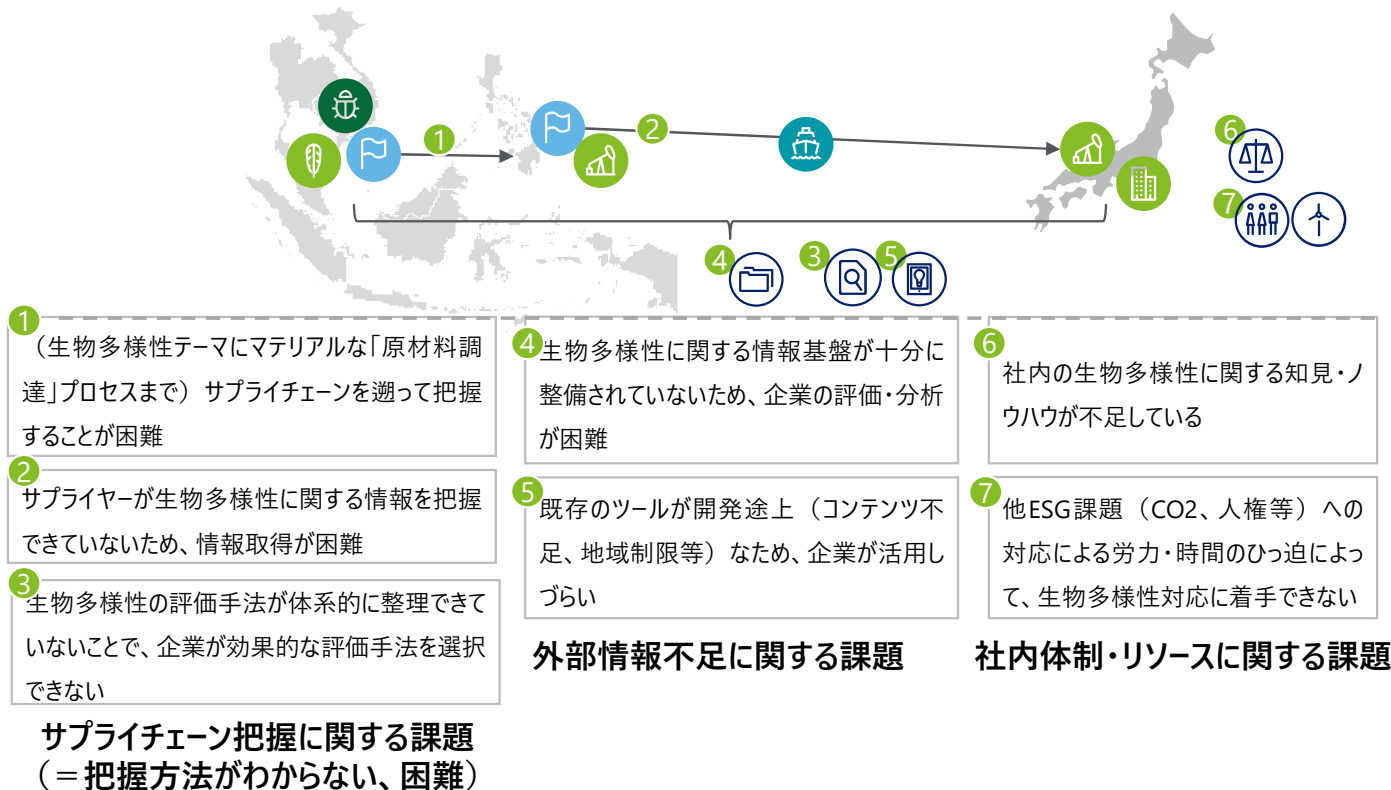 1
2
6
7
4
3
5
1
（生物多様性テーマにマテリアルな「原材料調
達」プロセスまで）サプライチェーンを遡って把握
することが困難
2
サプライヤーが生物多様性に関する情報を把握
できていないため、情報取得が困難
3
生物多様性の評価手法が体系的に整理できて
いないことで、企業が効果的な評価手法を選択
できない
サプライチェーン把握に関する課題
（＝把握方法がわからない、困難）
4
生物多様性に関する情報基盤が十分に
整備されていないため、企業の評価・分析
が困難
5
既存のツールが開発途上（コンテンツ不
足、地域制限等）なため、企業が活用し
づらい
外部情報不足に関する課題
6
社内の生物多様性に関する知見・ノ
ウハウが不足している
7
他ESG課題（CO2、人権等）への
対応による労力・時間のひっ迫によっ
て、生物多様性対応に着手できない
社内体制・リソースに関する課題